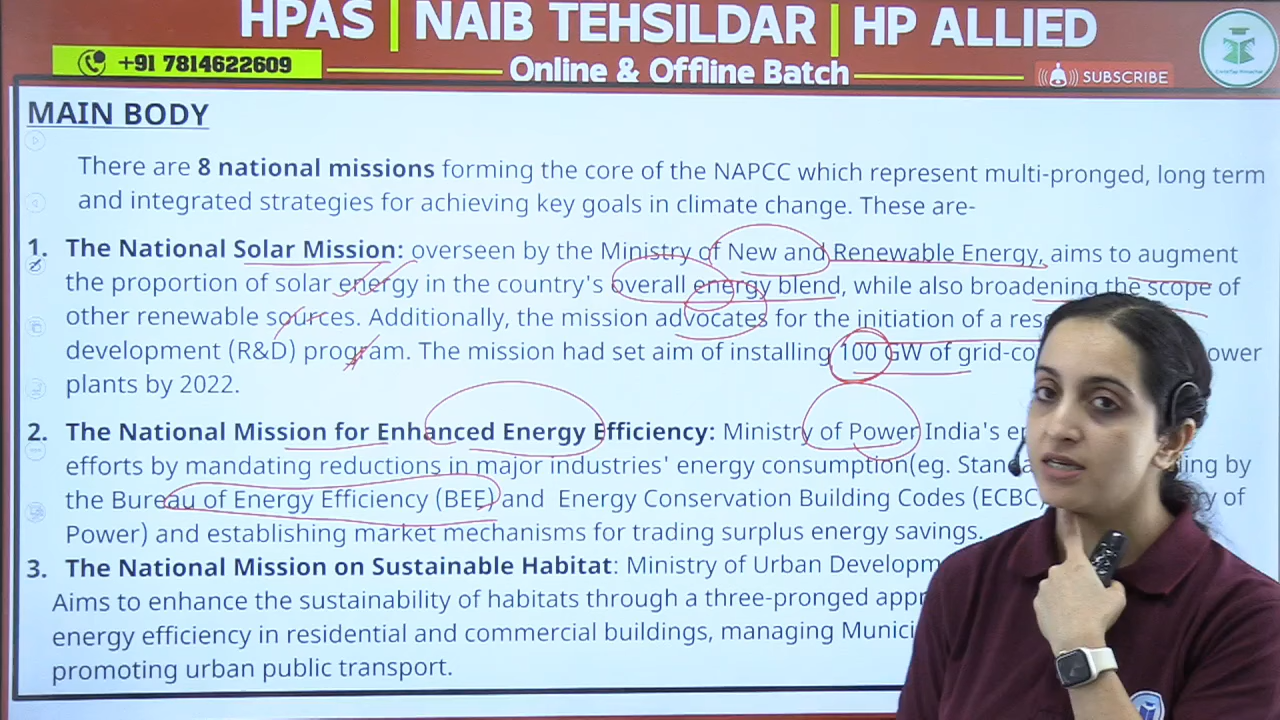 HPAS | NAIB TEHSILDAR | HP ALLIED
+91 7814622609
Online & Offline Batch
SUBSCRIBE
MAIN BODY
There are 8 national missions forming the core of the NAPCC which represent multi-pronged, long term
and integrated strategies for achieving key goals in climate change. These are-
1. The National Solar Mission: overseen by the Ministry of New and Renewable Energy, aims to augment
the proportion of solar energy in the country's overall energy blend, while also broadening the scope of
other renewable sources. Additionally, the mission advocates for the initiation of a
development (R&D) program. The mission had set aim of installing 100 GW of
plants by 2022.
2. The National Mission for Enhanced Energy Efficiency: Ministry of Power India's
efforts by mandating reductions in major industries' energy consumption(eg.
the Bureau of Energy Efficiency (BEE) and Energy Conservation Building Codes (ECBC) of
Power) and establishing market mechanisms for trading surplus energy savings.
3. The National Mission on Sustainable Habitat: Ministry of Urban
Aims to enhance the sustainability of habitats through a three-pronged
energy efficiency in residential and commercial buildings, managing
promoting urban public transport.